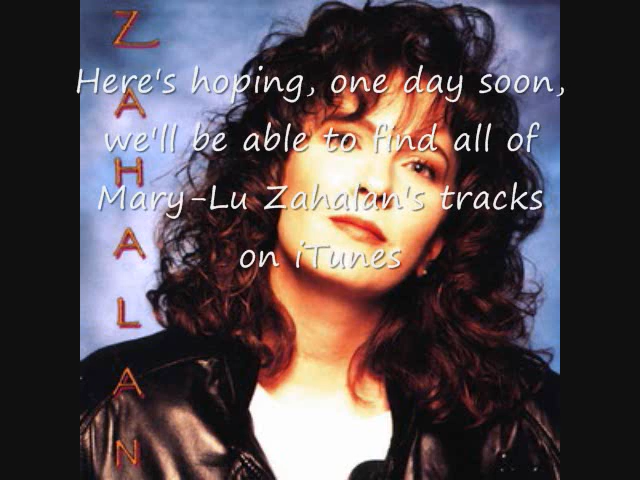 ZAHALAN
Here's hoping, one day soon,
we'll be able to find all of
Mary-Lu Zahalan's tracks
on iTunes